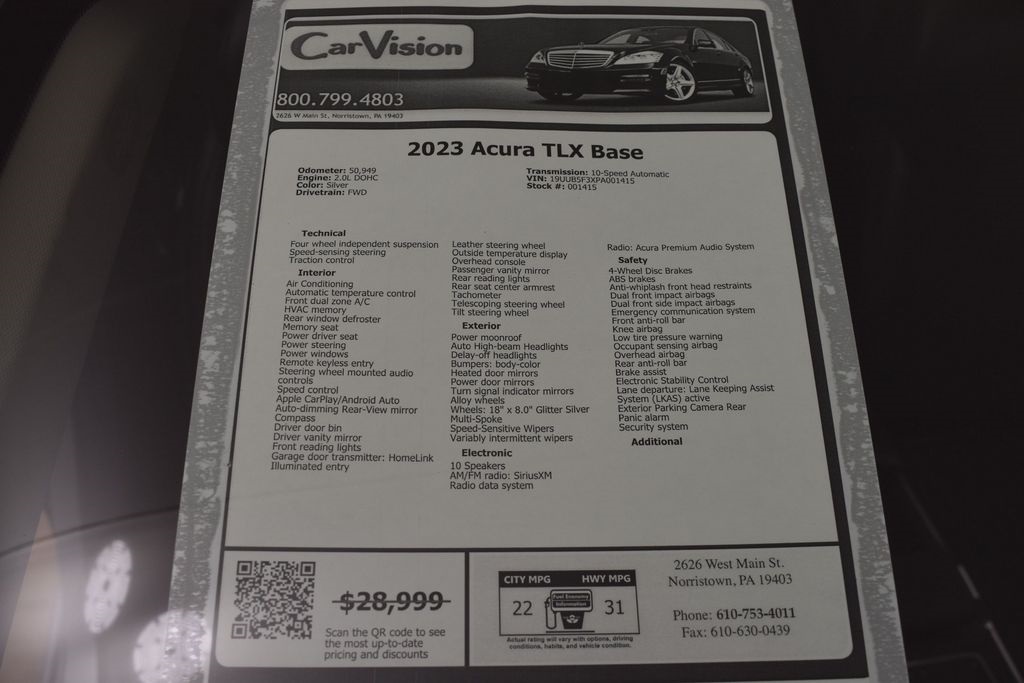 CarVision
800.799.4803
2626 W Main St, Norristown, PA 19403
2023 Acura TLX Base
Odometer: 50,949
Engine: 2.0L DOHC
Color: Silver
Drivetrain: FWD
Transmission: 10-Speed Automatic
VIN: 19UUB5F3XPA001415
Stock #: 001415
Technical
Four wheel independent suspension
Speed-sensing steering
Traction control
Interior
Air Conditioning
Automatic temperature control
Front dual zone A/C
HVAC memory
Rear window defroster
Memory seat
Power driver seat
Power steering
Power windows
Remote keyless entry
Steering wheel mounted audio
controls
Speed control
Apple CarPlay/Android Auto
Auto-dimming Rear-View mirror
Compass
Driver door bin
Driver vanity mirror
Front reading lights
Garage door transmitter: HomeLink
Illuminated entry
Leather steering wheel
Outside temperature display
Overhead console
Passenger vanity mirror
Rear reading lights
Rear seat center armrest
Tachometer
Telescoping steering wheel
Tilt steering wheel
Exterior
Power moonroof
Auto High-beam Headlights
Delay-off headlights
Bumpers: body-color
Heated door mirrors
Power door mirrors
Turn signal indicator mirrors
Alloy wheels
Wheels: 18" x 8.0" Glitter Silver
Multi-Spoke
Speed-Sensitive Wipers
Variably intermittent wipers
Electronic
10 Speakers
AM/FM radio: SiriusXM
Radio data system
Radio: Acura Premium Audio System
Safety
4-Wheel Disc Brakes
ABS brakes
Anti-whiplash front head restraints
Dual front impact airbags
Dual front side impact airbags
Emergency communication system
Front anti-roll bar
Knee airbag
Low tire pressure warning
Occupant sensing airbag
Overhead airbag
Rear anti-roll bar
Brake assist
Electronic Stability Control
Lane departure: Lane Keeping Assist
System (LKAS) active
Exterior Parking Camera Rear
Panic alarm
Security system
Additional
$28,999
Scan the QR code to see
the most up-to-date
pricing and discounts
CITY MPG HWY MPG
22 31
Fuel Economy
Information
Actual rating will vary with options, driving
conditions, habits, and vehicle condition.
2626 West Main St.
Norristown, PA 19403
Phone: 610-753-4011
Fax: 610-630-0439